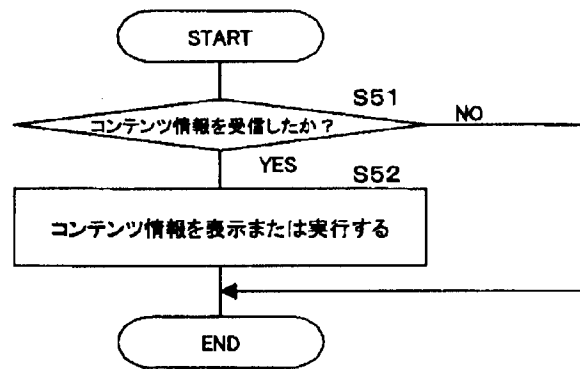 START
S51
コンテンツ情報を受信したか?
NO
YES
S52
コンテンツ情報を表示または実行する
END